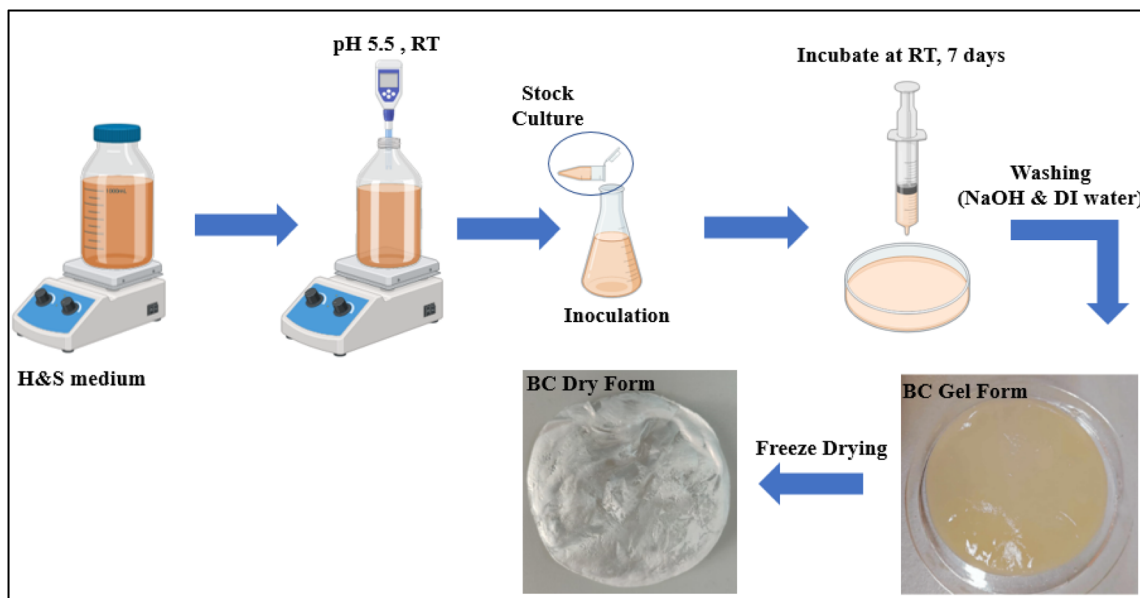 pH 5.5 , RT
Incubate at RT, 7 days
Stock
Culture
Washing
(NaOH & DI water)
1000mL
Inoculation
H&S medium
BC Dry Form
BC Gel Form
Freeze Drying